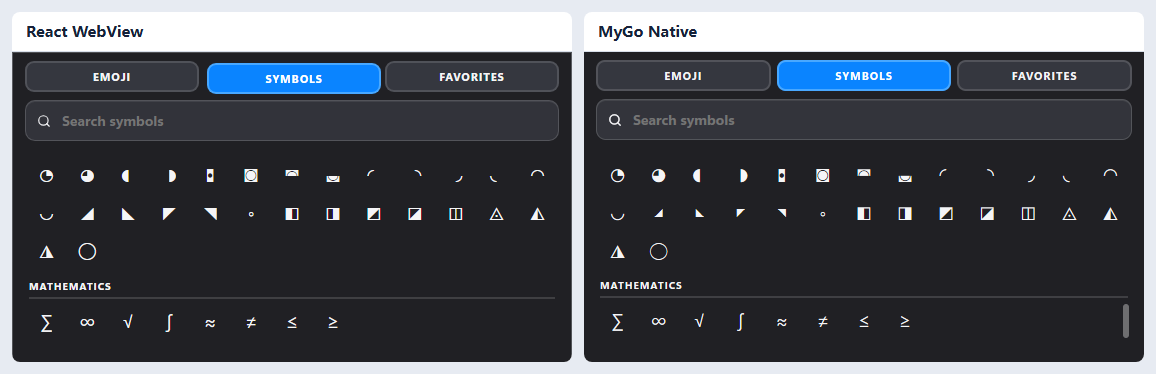 React WebView
EMOJI SYMBOLS FAVORITES
Search symbols
◔ ◕ ◖ ◗ ◘ ◙ ◚ ◛ ◜ ◝ ◞ ◟ ◠
◡ ◢ ◣ ◤ ◥ ◦ ◧ ◨ ◩ ◪ ◫ ◬ ◭
◮ ◯
MATHEMATICS
∑ ∞ √ ∫ ≈ ≠ ≤ ≥
MyGo Native
EMOJI SYMBOLS FAVORITES
Search symbols
◔ ◕ ◖ ◗ ◘ ◙ ◚ ◛ ◜ ◝ ◞ ◟ ◠
◡ ◢ ◣ ◤ ◥ ◦ ◧ ◨ ◩ ◪ ◫ ◬ ◭
◮ ◯
MATHEMATICS
∑ ∞ √ ∫ ≈ ≠ ≤ ≥